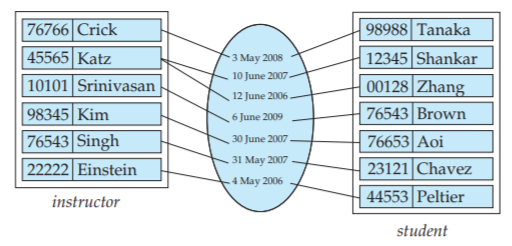 76766 Crick
45565 Katz
10101 Srinivasan
98345 Kim
76543 Singh
22222 Einstein
instructor
3 May 2008
10 June 2007
12 June 2006
6 June 2009
30 June 2007
31 May 2007
4 May 2006
98988 Tanaka
12345 Shankar
00128 Zhang
76543 Brown
76653 Aoi
23121 Chavez
44553 Peltier
student